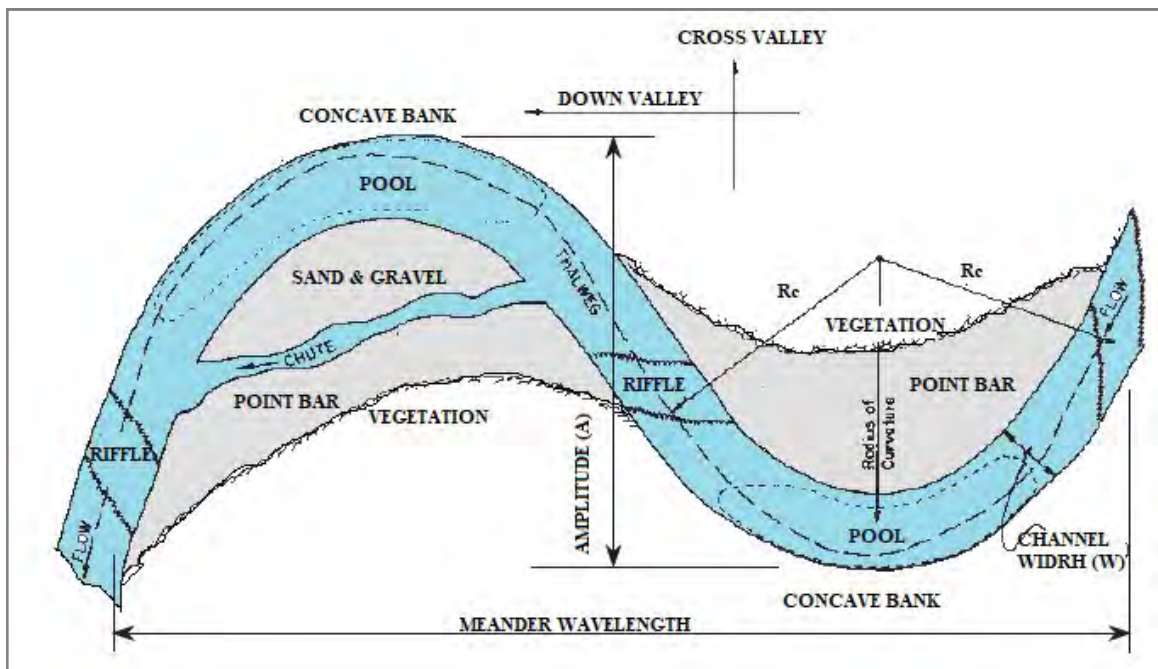 CROSS VALLEY
DOWN VALLEY
CONCAVE BANK
POOL
SAND & GRAVEL
THALWEG
Rc
Rc
FLOW
VEGETATION
CHUTE
RIFFLE
POINT BAR
POINT BAR
VEGETATION
RIFFLE
AMPLITUDE (A)
Radius of
Curvature
FLOW
POOL
CHANNEL
WIDRH (W)
CONCAVE BANK
MEANDER WAVELENGTH